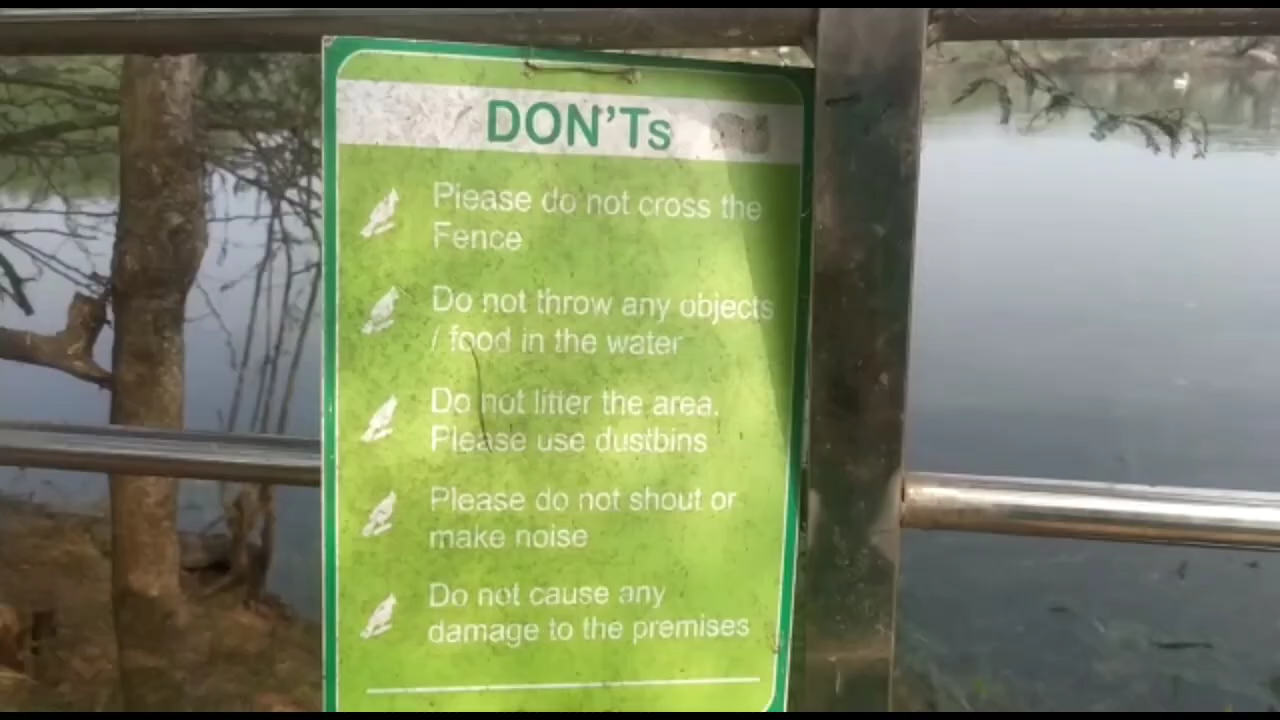 DON'Ts
Please do not cross the
Fence
Do not throw any objects
/ food in the water
Do not litter the area.
Please use dustbins
Please do not shout or
make noise
Do not cause any
damage to the premises